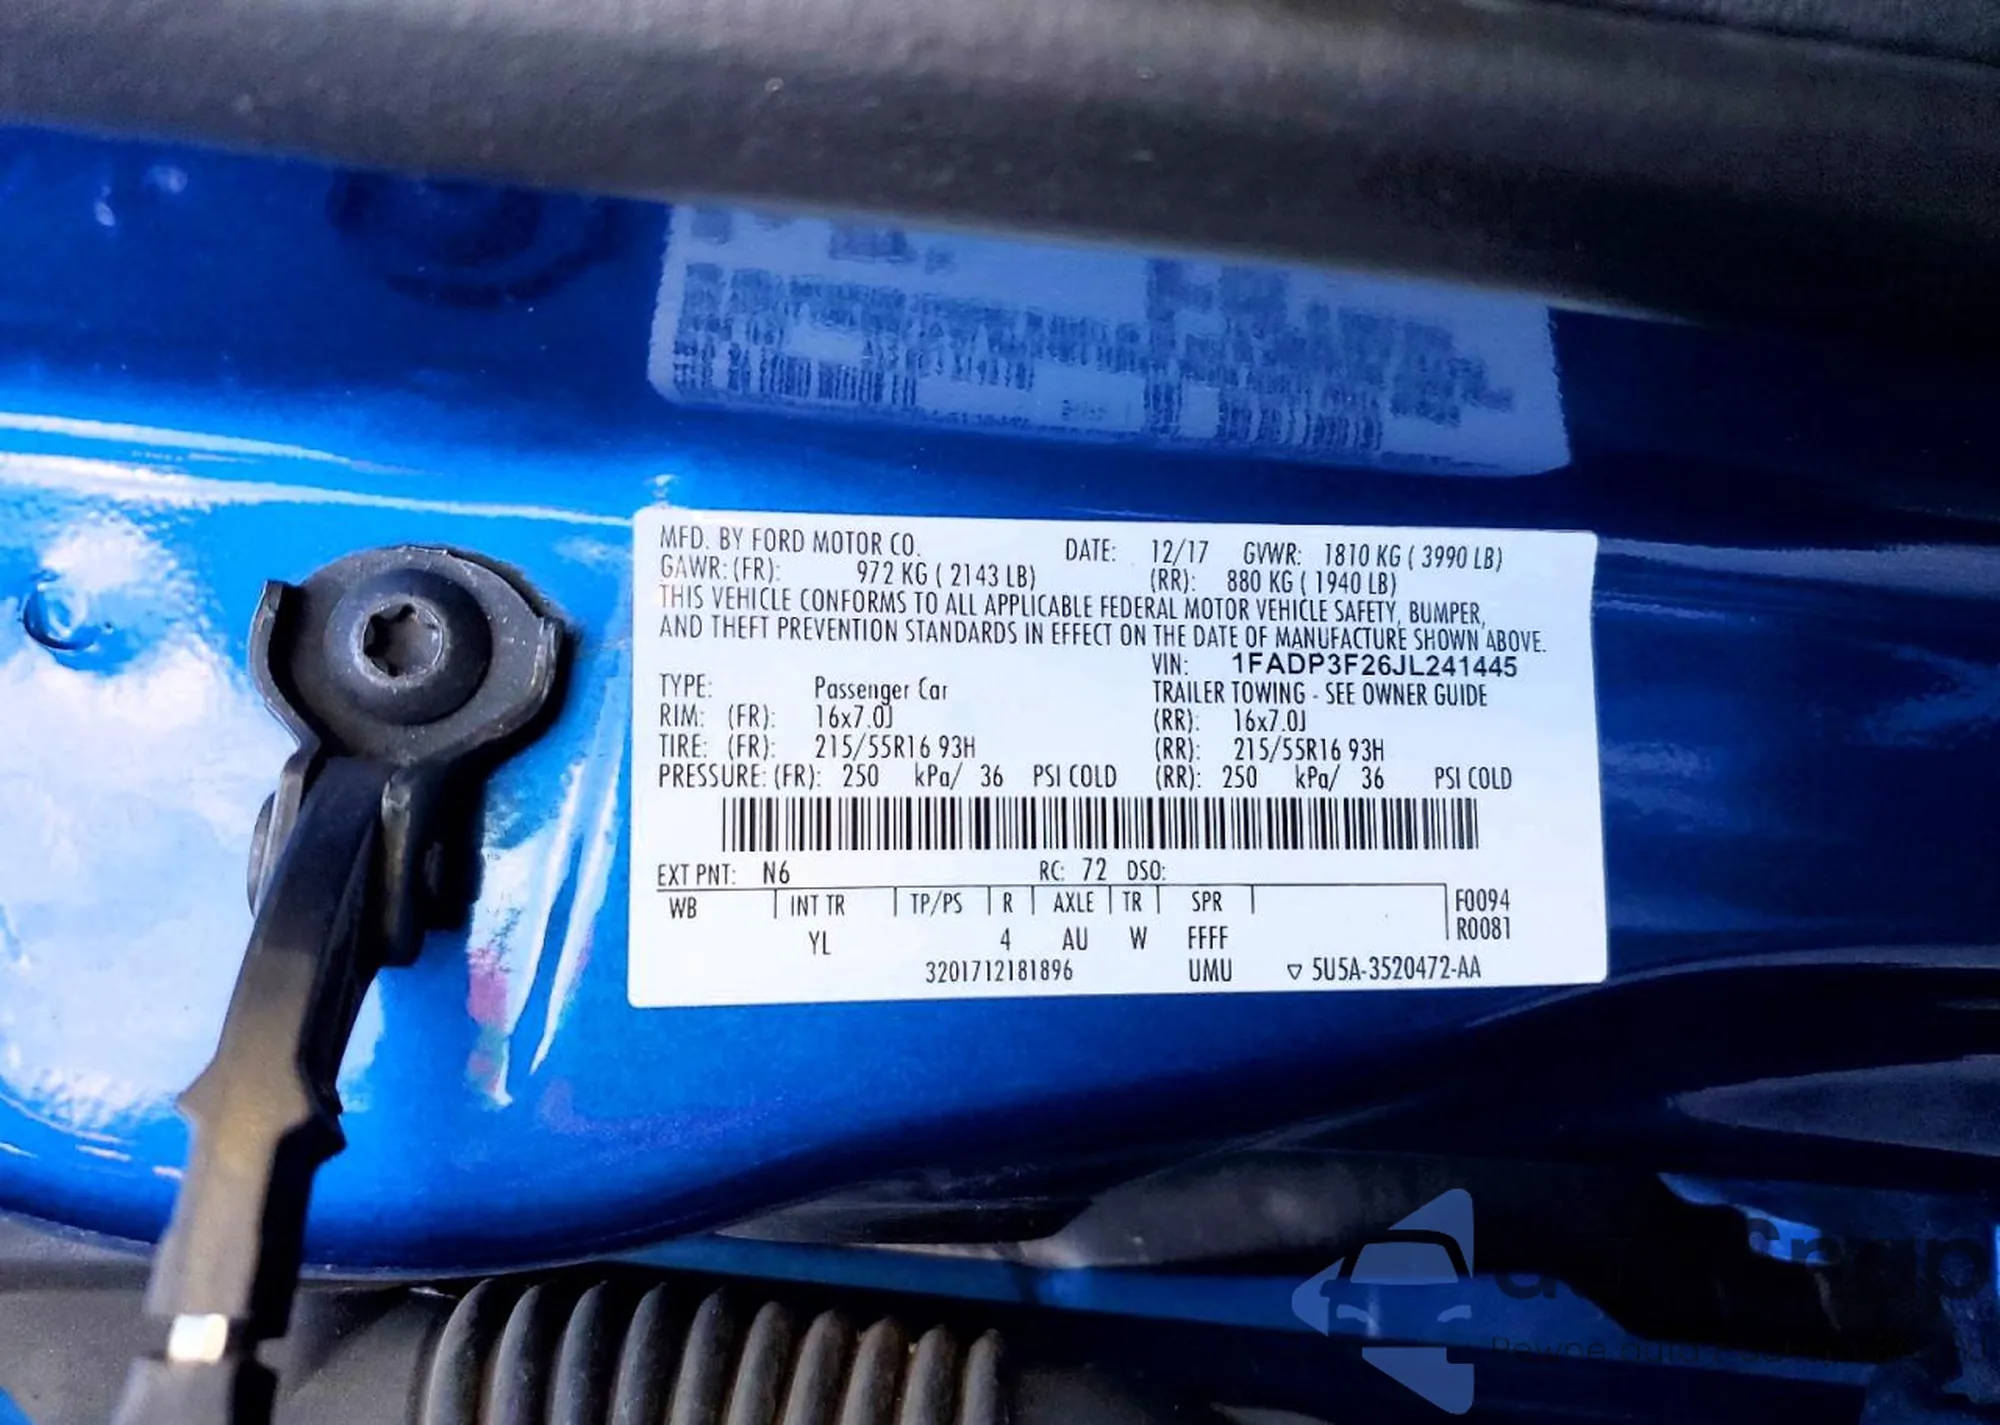 MFD. BY FORD MOTOR CO. DATE: 12/17 GVWR: 1810 KG ( 3990 LB)
GAWR: (FR): 972 KG ( 2143 LB) (RR): 880 KG ( 1940 LB)
THIS VEHICLE CONFORMS TO ALL APPLICABLE FEDERAL MOTOR VEHICLE SAFETY, BUMPER,
AND THEFT PREVENTION STANDARDS IN EFFECT ON THE DATE OF MANUFACTURE SHOWN ABOVE.
VIN: 1FADP3F26JL241445
TYPE: Passenger Car TRAILER TOWING - SEE OWNER GUIDE
RIM: (FR): 16x7.0J (RR): 16x7.0J
TIRE: (FR): 215/55R16 93H (RR): 215/55R16 93H
PRESSURE: (FR): 250 kPa/ 36 PSI COLD (RR): 250 kPa/ 36 PSI COLD
EXT PNT: N6 RC: 72 DSO:
WB INT TR TP/PS R AXLE TR SPR F0094
R0081
YL 4 AU W FFFF
3201712181896 UMU ▽ 5U5A-3520472-AA